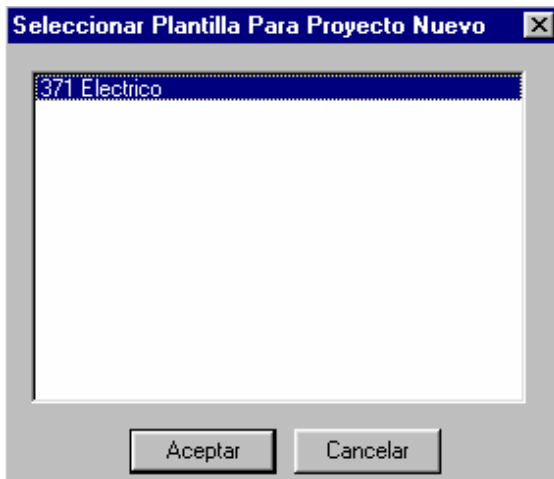 Seleccionar Plantilla Para Proyecto Nuevo
371 Electrico
Aceptar Cancelar